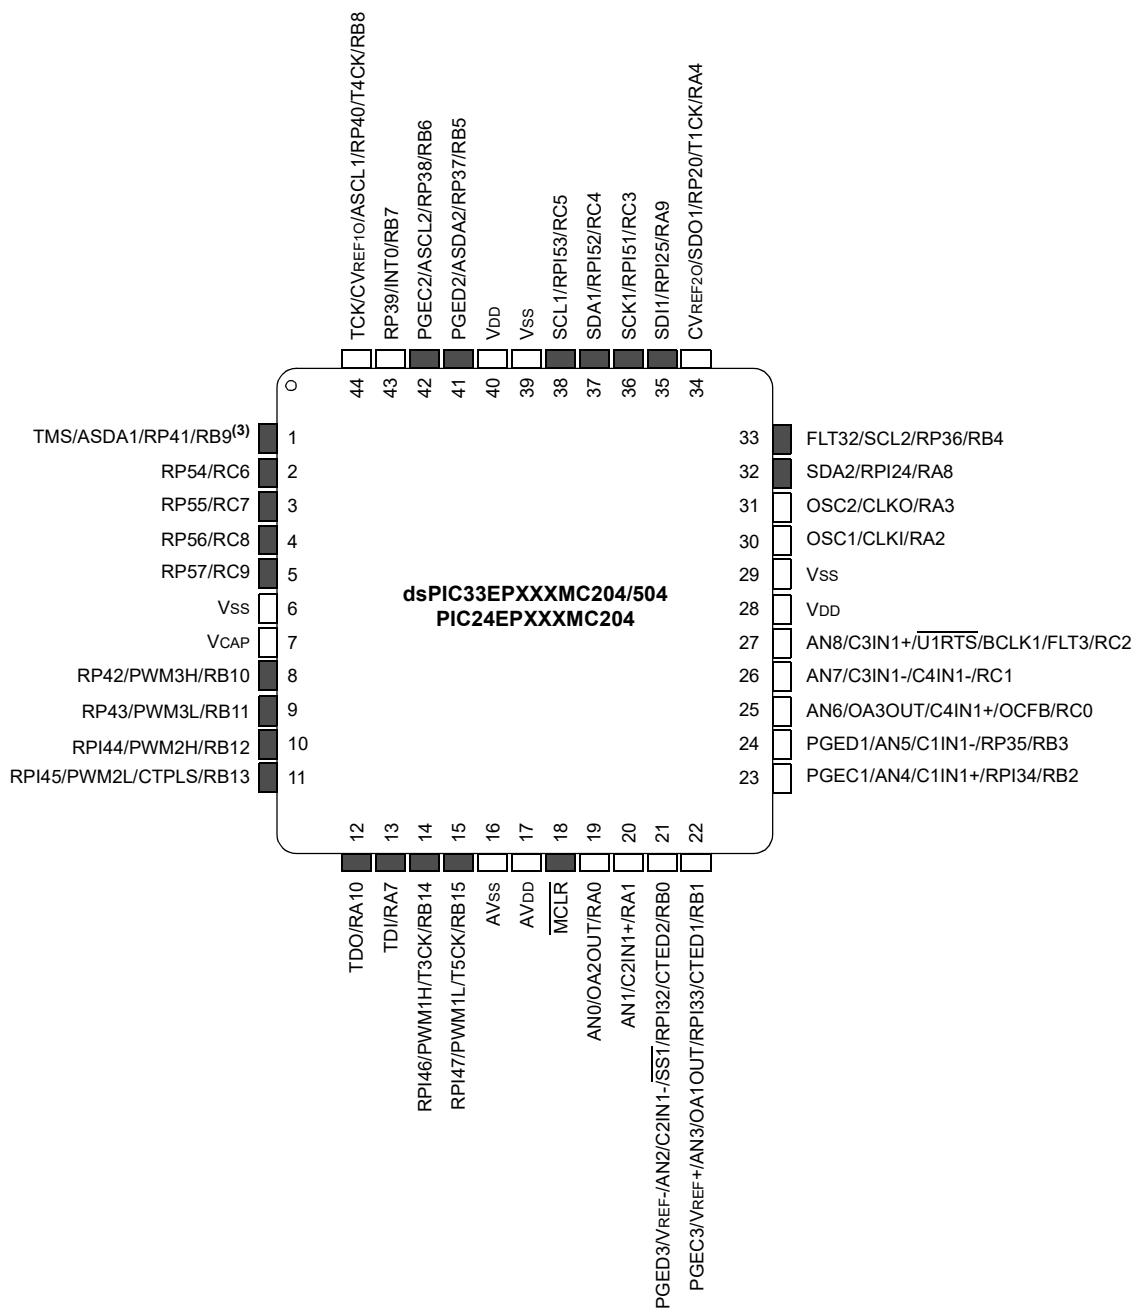 TCK/CVREF1O/ASCL1/RP40/T4CK/RB8
RP39/INT0/RB7
PGEC2/ASCL2/RP38/RB6
PGED2/ASDA2/RP37/RB5
VDD
VSS
SCL1/RPI53/RC5
SDA1/RPI52/RC4
SCK1/RPI51/RC3
SDI1/RPI25/RA9
CVREF2O/SDO1/RP20/T1CK/RA4
44 43 42 41 40 39 38 37 36 35 34
TMS/ASDA1/RP41/RB9(3) 1
RP54/RC6 2
RP55/RC7 3
RP56/RC8 4
RP57/RC9 5
VSS 6
VCAP 7
RP42/PWM3H/RB10 8
RP43/PWM3L/RB11 9
RPI44/PWM2H/RB12 10
RPI45/PWM2L/CTPLS/RB13 11
dsPIC33EPXXXMC204/504
PIC24EPXXXMC204
33 FLT32/SCL2/RP36/RB4
32 SDA2/RPI24/RA8
31 OSC2/CLKO/RA3
30 OSC1/CLKI/RA2
29 VSS
28 VDD
27 AN8/C3IN1+/U1RTS/BCLK1/FLT3/RC2
26 AN7/C3IN1-/C4IN1-/RC1
25 AN6/OA3OUT/C4IN1+/OCFB/RC0
24 PGED1/AN5/C1IN1-/RP35/RB3
23 PGEC1/AN4/C1IN1+/RPI34/RB2
12 13 14 15 16 17 18 19 20 21 22
TDO/RA10
TDI/RA7
RPI46/PWM1H/T3CK/RB14
RPI47/PWM1L/T5CK/RB15
AVSS
AVDD
MCLR
AN0/OA2OUT/RA0
AN1/C2IN1+/RA1
PGED3/VREF-/AN2/C2IN1-/SS1/RPI32/CTED2/RB0
PGEC3/VREF+/AN3/OA1OUT/RPI33/CTED1/RB1